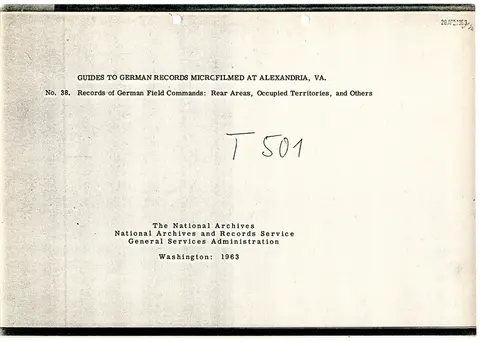 GUIDES TO GERMAN RECORDS MICROFILMED AT ALEXANDRIA, VA.
No. 38. Records of German Field Commands: Rear Areas, Occupied Territories, and Others
T 501
The National Archives
National Archives and Records Service
General Services Administration
Washington: 1963